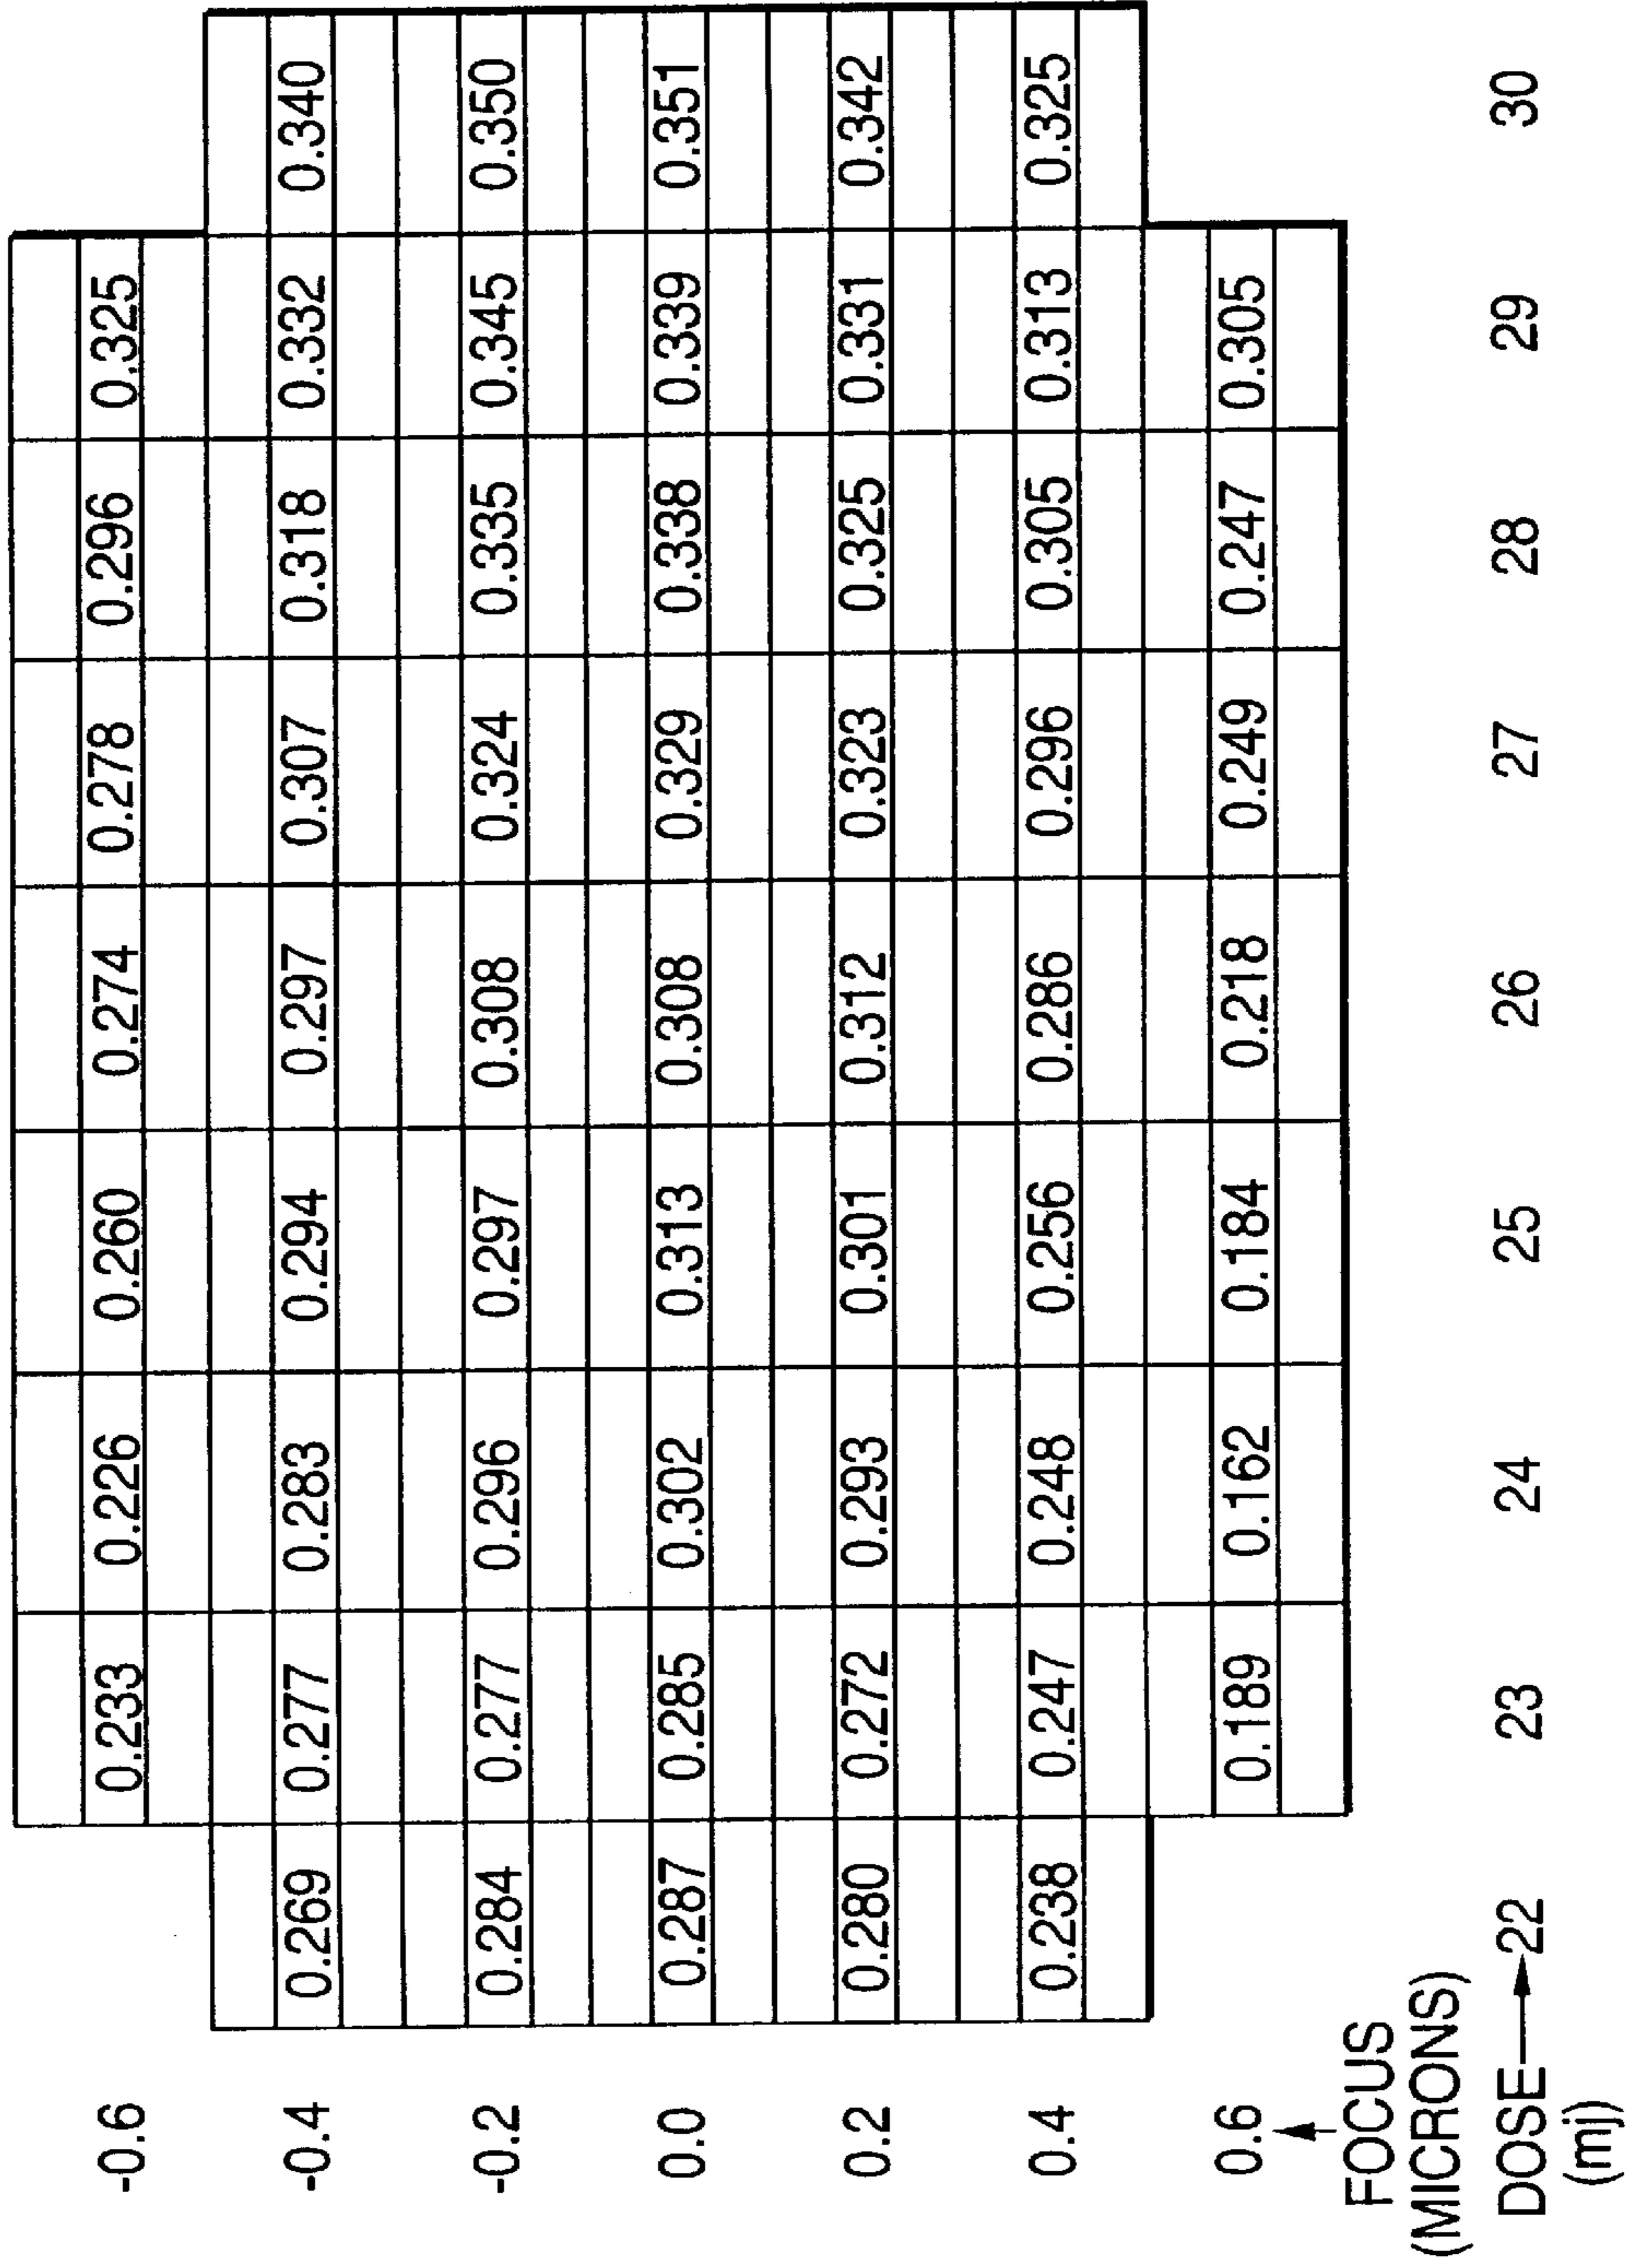 -0.6 0.233 0.226 0.260 0.274 0.278 0.296 0.325
-0.4 0.269 0.277 0.283 0.294 0.297 0.307 0.318 0.332 0.340
-0.2 0.284 0.277 0.296 0.297 0.308 0.324 0.335 0.345 0.350
0.0 0.287 0.285 0.302 0.313 0.308 0.329 0.338 0.339 0.351
0.2 0.280 0.272 0.293 0.301 0.312 0.323 0.325 0.331 0.342
0.4 0.238 0.247 0.248 0.256 0.286 0.296 0.305 0.313 0.325
0.6 0.189 0.162 0.184 0.218 0.249 0.247 0.305
FOCUS
(MICRONS)
DOSE 22 23 24 25 26 27 28 29 30
(mj)